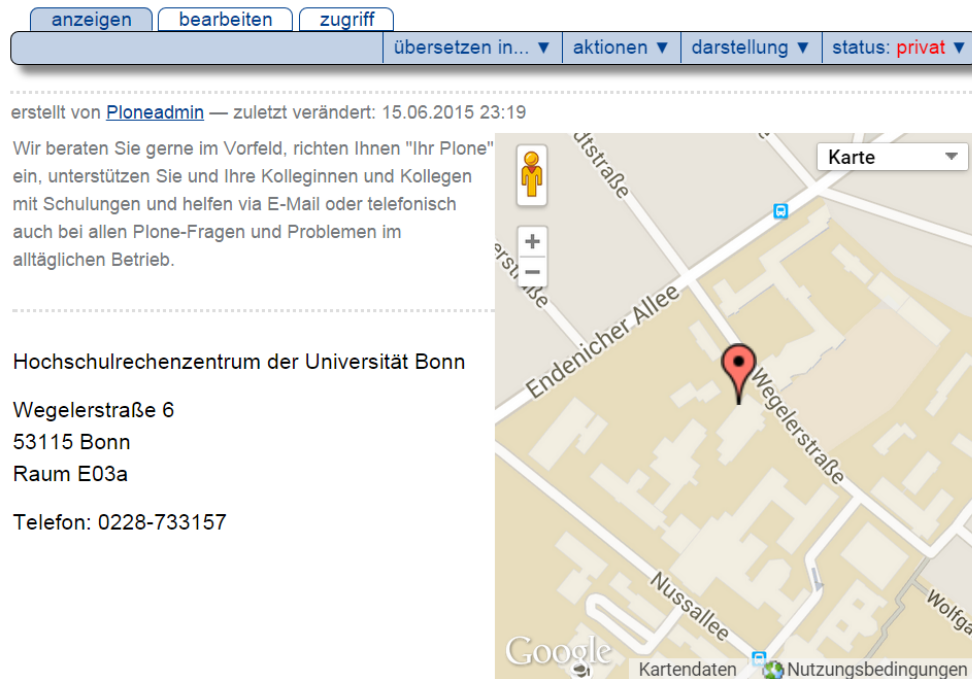 anzeigen bearbeiten zugriff
übersetzen in... ▼ aktionen ▼ darstellung ▼ status: privat ▼
erstellt von Ploneadmin — zuletzt verändert: 15.06.2015 23:19
Wir beraten Sie gerne im Vorfeld, richten Ihnen "Ihr Plone"
ein, unterstützen Sie und Ihre Kolleginnen und Kollegen
mit Schulungen und helfen via E-Mail oder telefonisch
auch bei allen Plone-Fragen und Problemen im
alltäglichen Betrieb.
Hochschulrechenzentrum der Universität Bonn
Wegelerstraße 6
53115 Bonn
Raum E03a
Telefon: 0228-733157
Karte
dtstraße
erstraße
Endenicher Allee
Wegelerstraße
Nussallee
Wolfga
Google
Kartendaten Nutzungsbedingungen